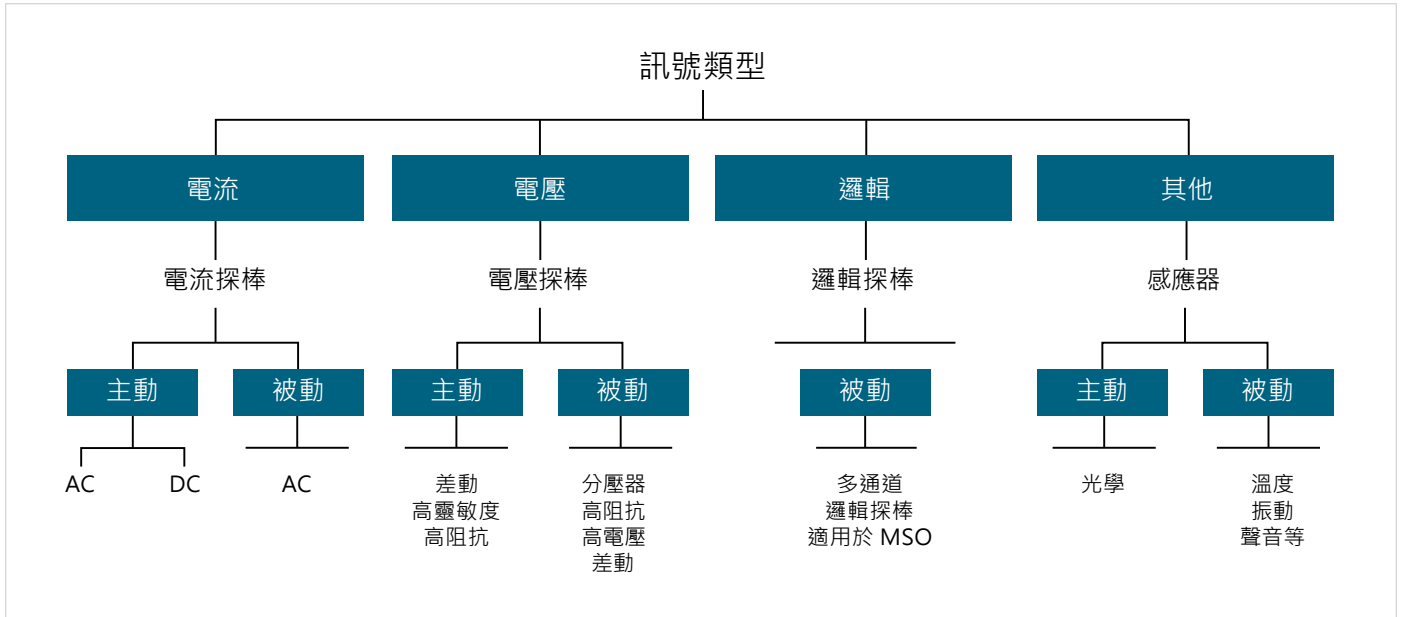 訊號類型
電流
電壓
邏輯
其他
電流探棒
電壓探棒
邏輯探棒
感應器
主動
被動
主動
被動
被動
主動
被動
AC
DC
AC
差動
高靈敏度
高阻抗
分壓器
高阻抗
高電壓
差動
多通道
邏輯探棒
適用於 MSO
光學
溫度
振動
聲音等